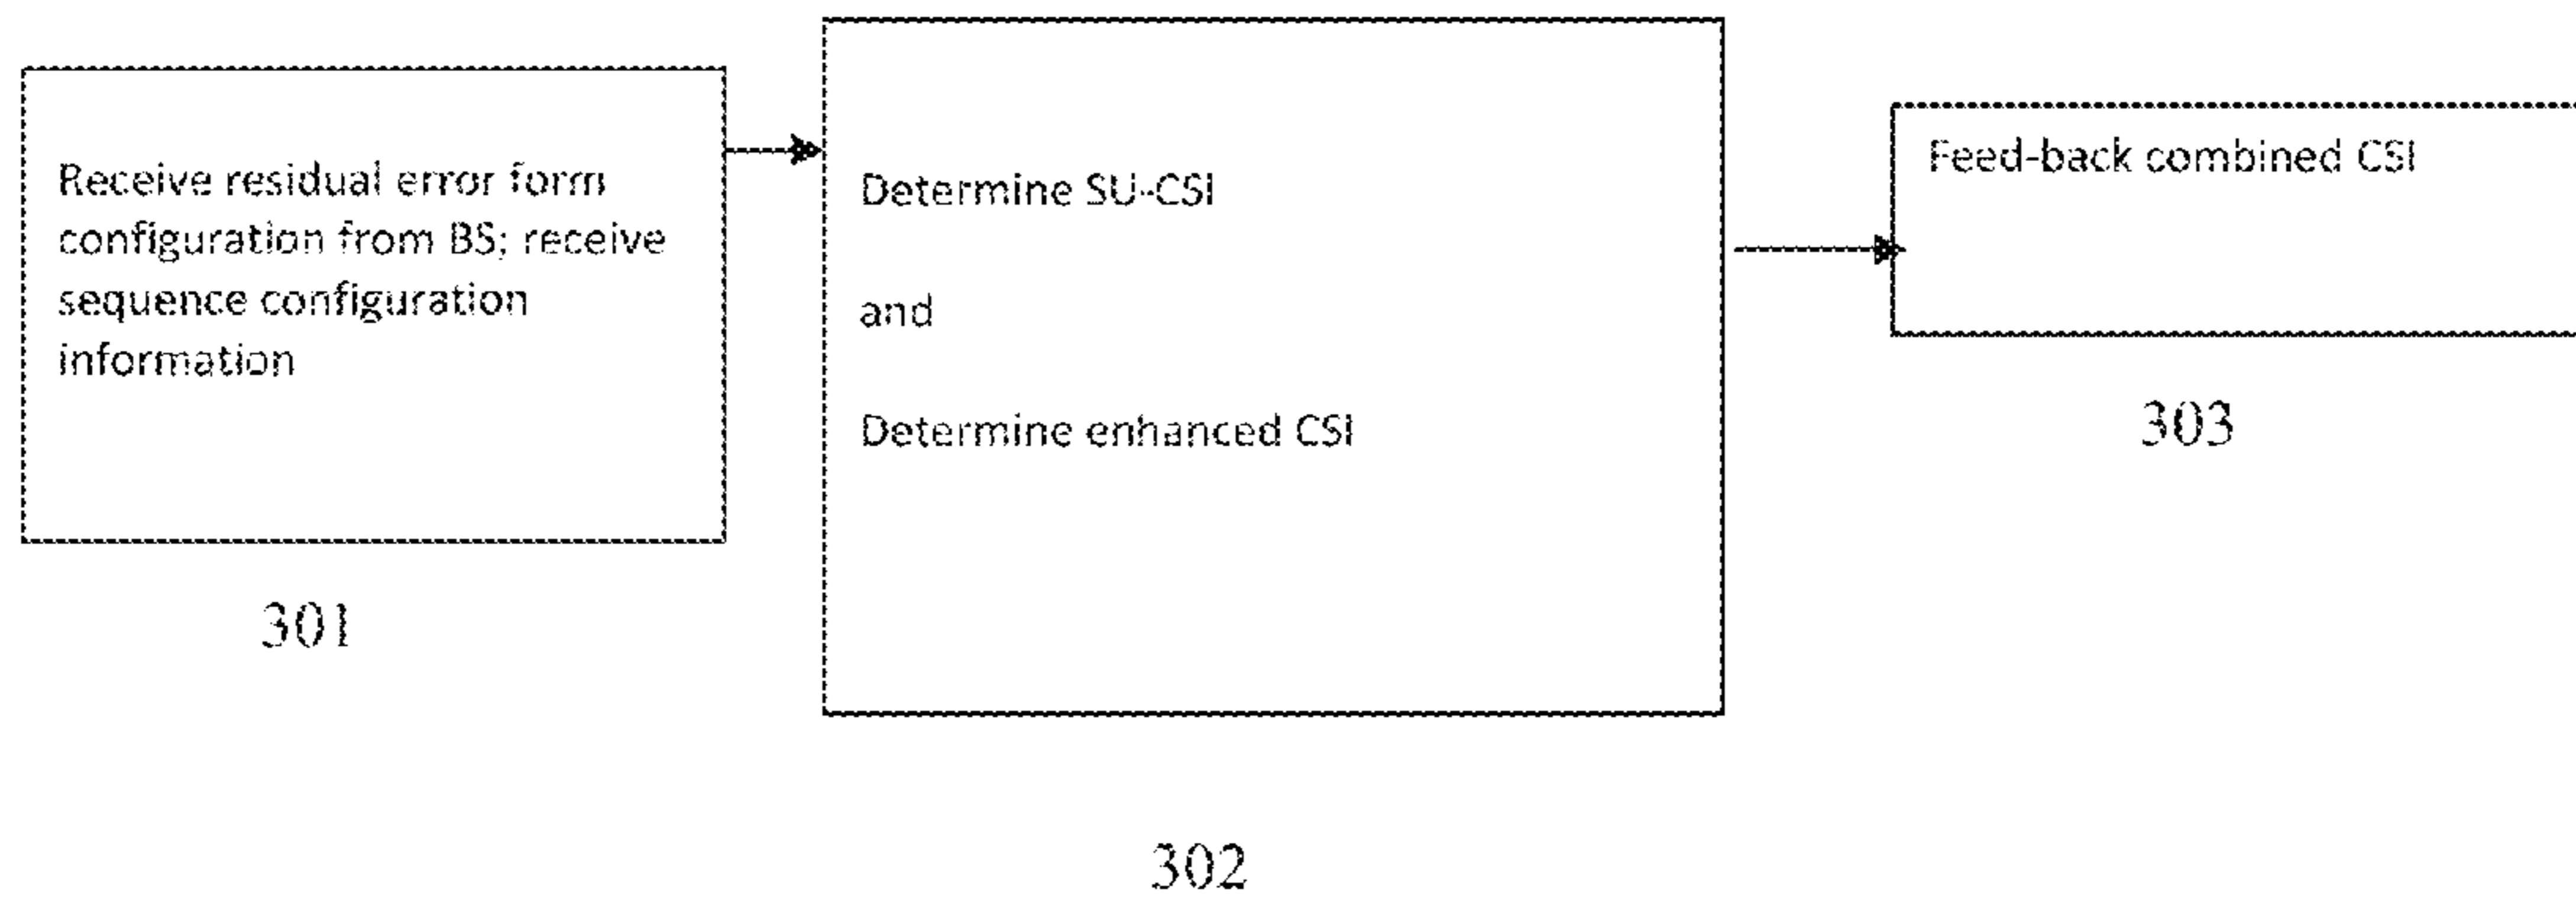 Receive residual error form
configuration from BS; receive
sequence configuration
information
301
Determine SU-CSI
and
Determine enhanced CSI
302
Feed-back combined CSI
303